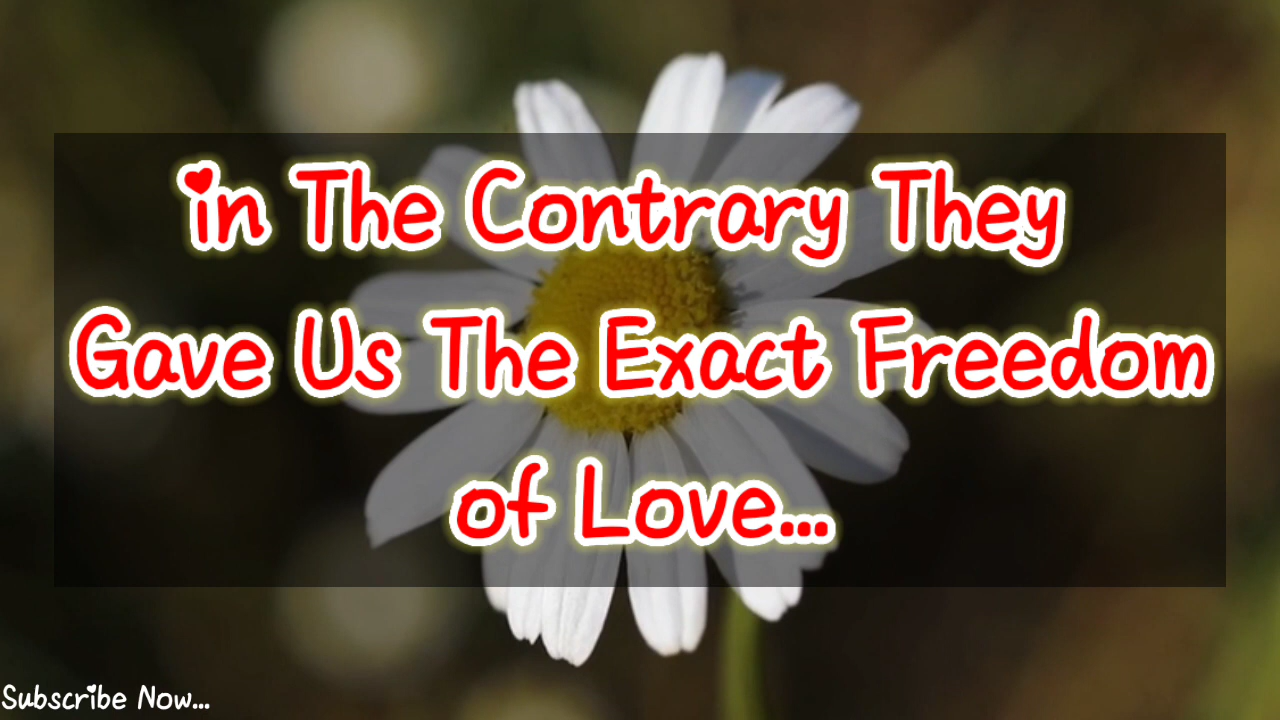 in The Contrary They
Gave Us The Exact Freedom
of Love...
Subscribe Now...